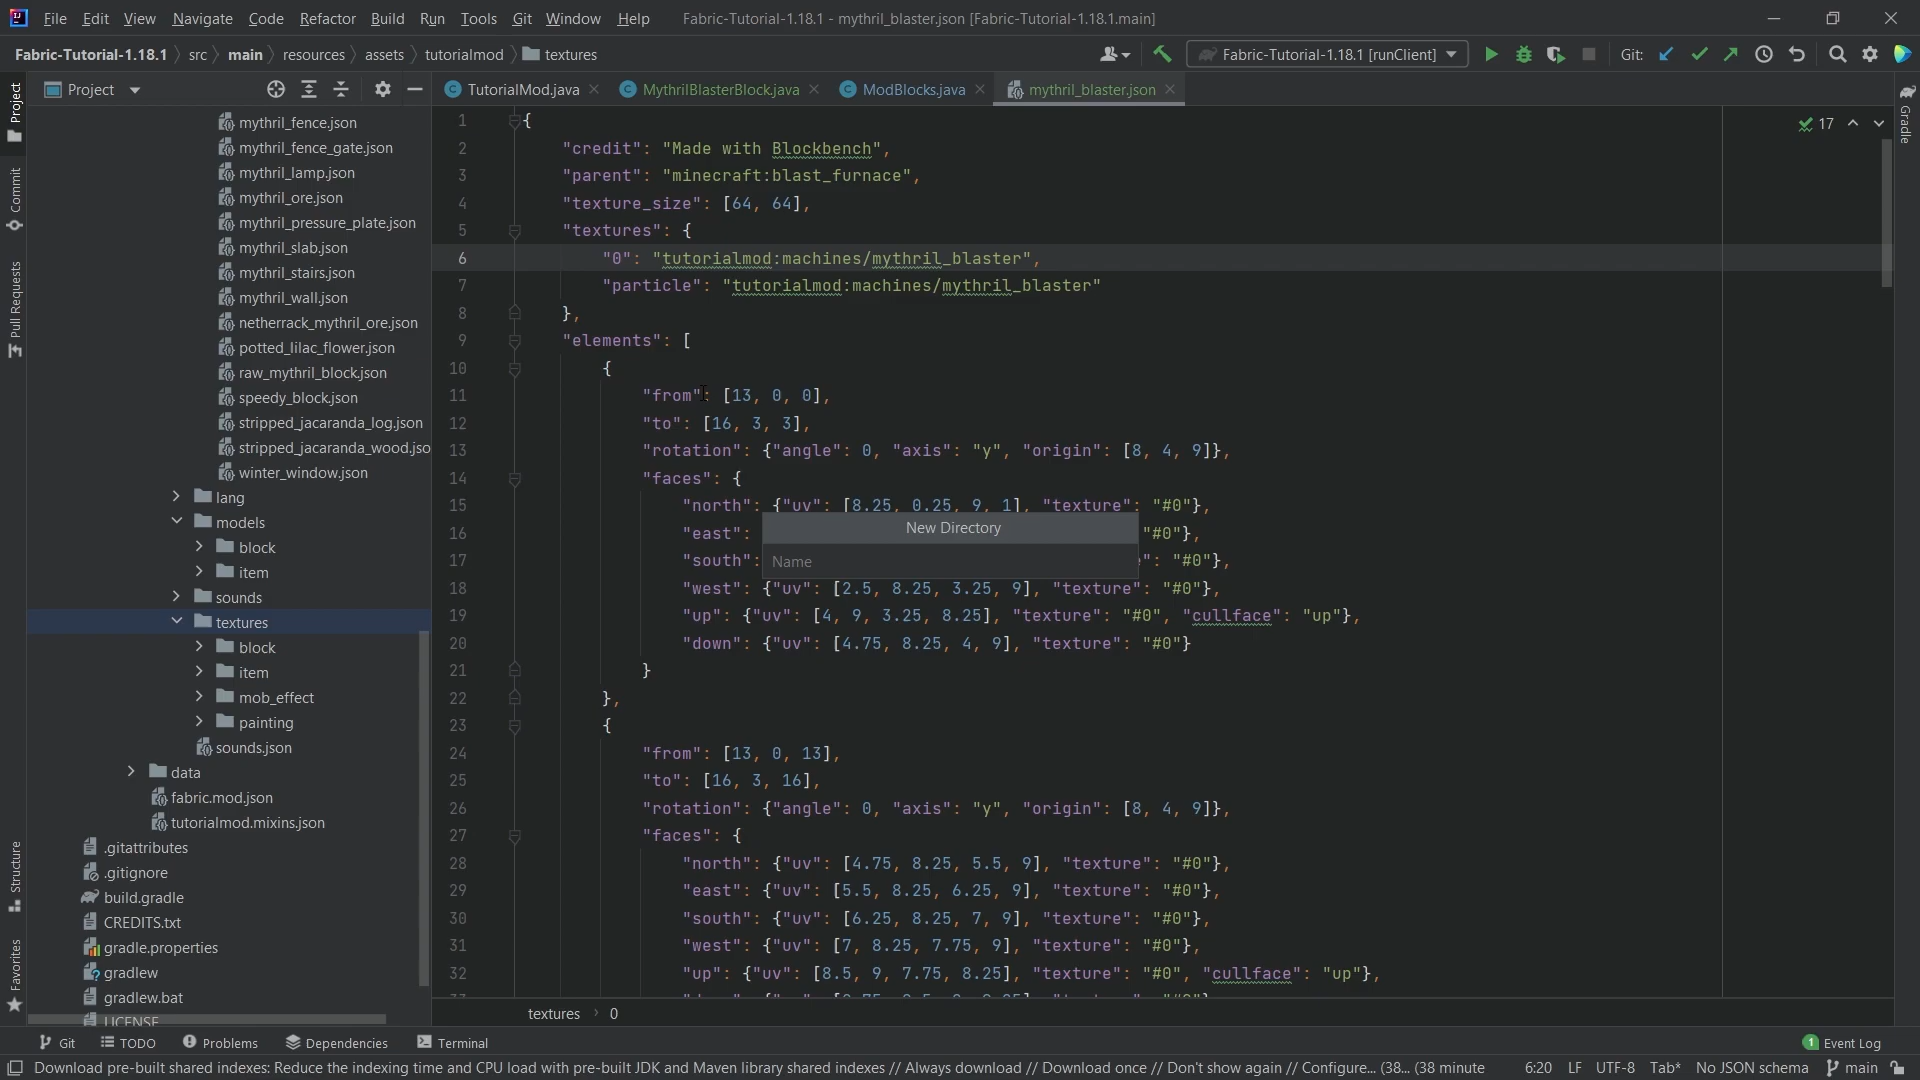 File Edit View Navigate Code Refactor Build Run Tools Git Window Help Fabric-Tutorial-1.18.1 - mythril_blaster.json [Fabric-Tutorial-1.18.1.main]
Fabric-Tutorial-1.18.1 src main resources assets tutorialmod textures
Fabric-Tutorial-1.18.1 [runClient] Git:
Project
TutorialMod.java MythrilBlasterBlock.java ModBlocks.java mythril_blaster.json
Project
Commit
Pull Requests
Structure
Favorites
Gradle
mythril_fence.json
mythril_fence_gate.json
mythril_lamp.json
mythril_ore.json
mythril_pressure_plate.json
mythril_slab.json
mythril_stairs.json
mythril_wall.json
netherrack_mythril_ore.json
potted_lilac_flower.json
raw_mythril_block.json
speedy_block.json
stripped_jacaranda_log.json
stripped_jacaranda_wood.jso
winter_window.json
lang
models
block
item
sounds
textures
block
item
mob_effect
painting
sounds.json
data
fabric.mod.json
tutorialmod.mixins.json
.gitattributes
.gitignore
build.gradle
CREDITS.txt
gradle.properties
gradlew
gradlew.bat
LICENSE
17
1 {
2 "credit": "Made with Blockbench",
3 "parent": "minecraft:blast_furnace",
4 "texture_size": [64, 64],
5 "textures": {
6 "0": "tutorialmod:machines/mythril_blaster",
7 "particle": "tutorialmod:machines/mythril_blaster"
8 },
9 "elements": [
10 {
11 "from": [13, 0, 0],
12 "to": [16, 3, 3],
13 "rotation": {"angle": 0, "axis": "y", "origin": [8, 4, 9]},
14 "faces": {
15 "north": {"uv": [8.25, 0.25, 9, 1], "texture": "#0"},
16 "east": "#0"},
17 "south": ": "#0"},
18 "west": {"uv": [2.5, 8.25, 3.25, 9], "texture": "#0"},
19 "up": {"uv": [4, 9, 3.25, 8.25], "texture": "#0", "cullface": "up"},
20 "down": {"uv": [4.75, 8.25, 4, 9], "texture": "#0"}
21 }
22 },
23 {
24 "from": [13, 0, 13],
25 "to": [16, 3, 16],
26 "rotation": {"angle": 0, "axis": "y", "origin": [8, 4, 9]},
27 "faces": {
28 "north": {"uv": [4.75, 8.25, 5.5, 9], "texture": "#0"},
29 "east": {"uv": [5.5, 8.25, 6.25, 9], "texture": "#0"},
30 "south": {"uv": [6.25, 8.25, 7, 9], "texture": "#0"},
31 "west": {"uv": [7, 8.25, 7.75, 9], "texture": "#0"},
32 "up": {"uv": [8.5, 9, 7.75, 8.25], "texture": "#0", "cullface": "up"},
New Directory
Name
textures 0
Git TODO Problems Dependencies Terminal 1 Event Log
Download pre-built shared indexes: Reduce the indexing time and CPU load with pre-built JDK and Maven library shared indexes // Always download // Download once // Don't show again // Configure... (38... (38 minute 6:20 LF UTF-8 Tab* No JSON schema main